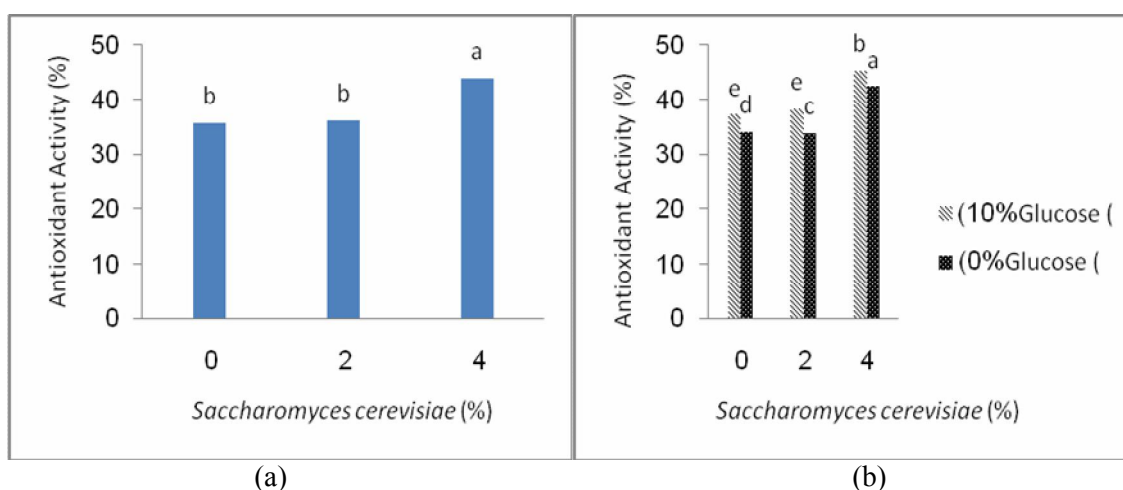 Antioxidant Activity (%)
50
40
30
20
10
0
b
b
a
0
2
4
Saccharomyces cerevisiae (%)
(a)
Antioxidant Activity (%)
50
40
30
20
10
0
e
d
e
c
b
a
0
2
4
Saccharomyces cerevisiae (%)
(10%Glucose (
(0%Glucose (
(b)